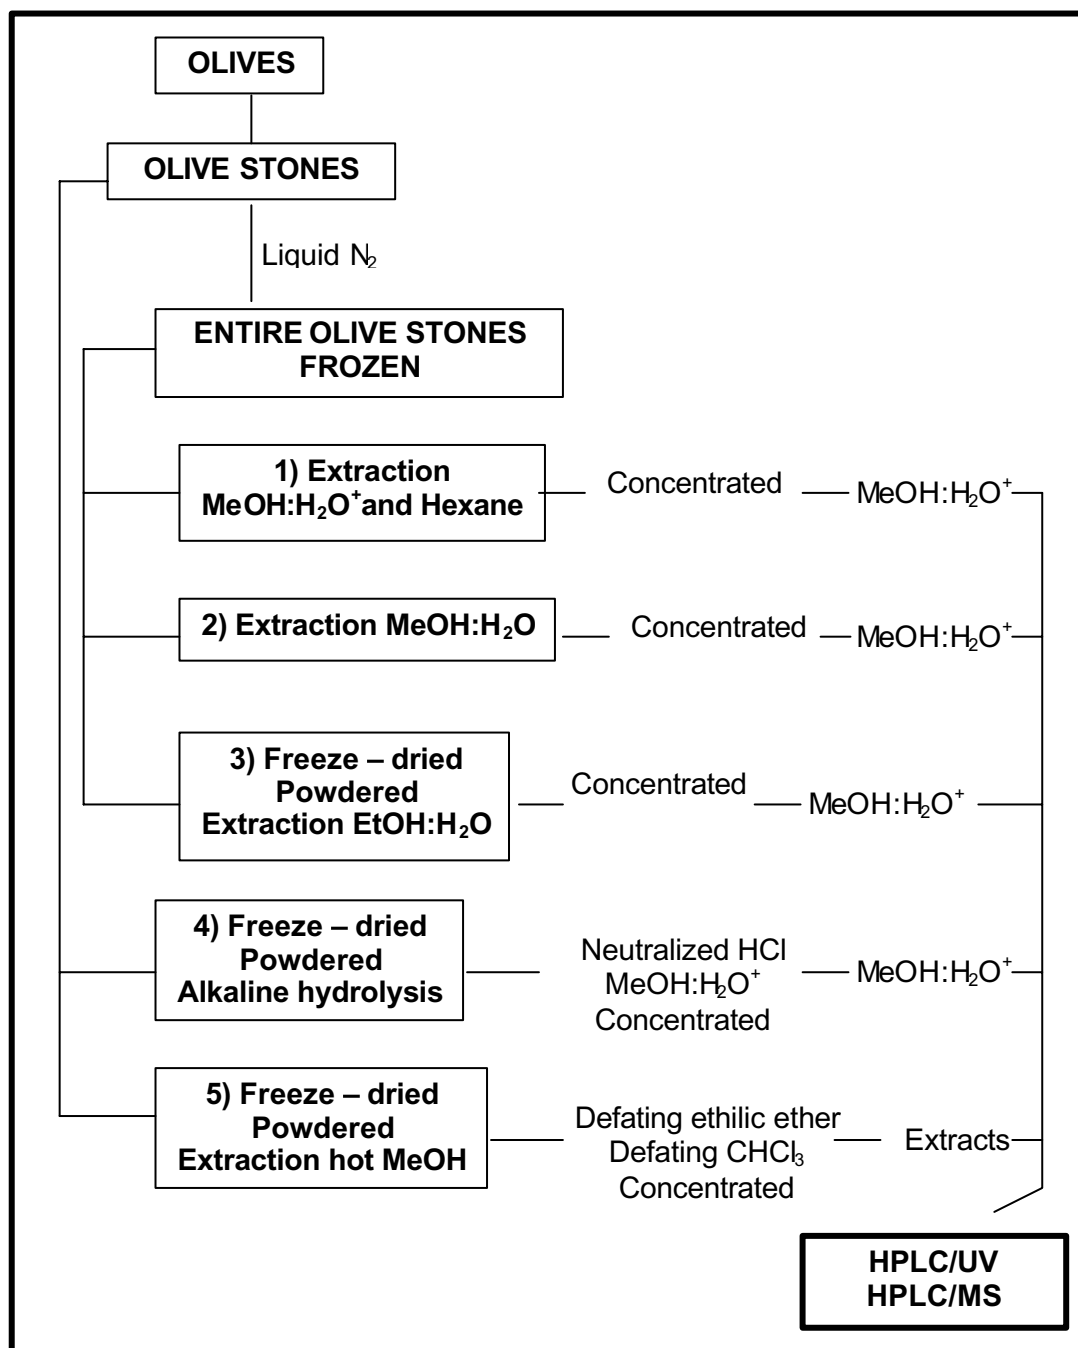 OLIVES
OLIVE STONES
Liquid N₂
ENTIRE OLIVE STONES
FROZEN
1) Extraction
MeOH:H₂O⁺and Hexane
Concentrated
MeOH:H₂O⁺
2) Extraction MeOH:H₂O
Concentrated
MeOH:H₂O⁺
3) Freeze – dried
Powdered
Extraction EtOH:H₂O
Concentrated
MeOH:H₂O⁺
4) Freeze – dried
Powdered
Alkaline hydrolysis
Neutralized HCl
MeOH:H₂O⁺
Concentrated
MeOH:H₂O⁺
5) Freeze – dried
Powdered
Extraction hot MeOH
Defating ethilic ether
Defating CHCl₃
Concentrated
Extracts
HPLC/UV
HPLC/MS